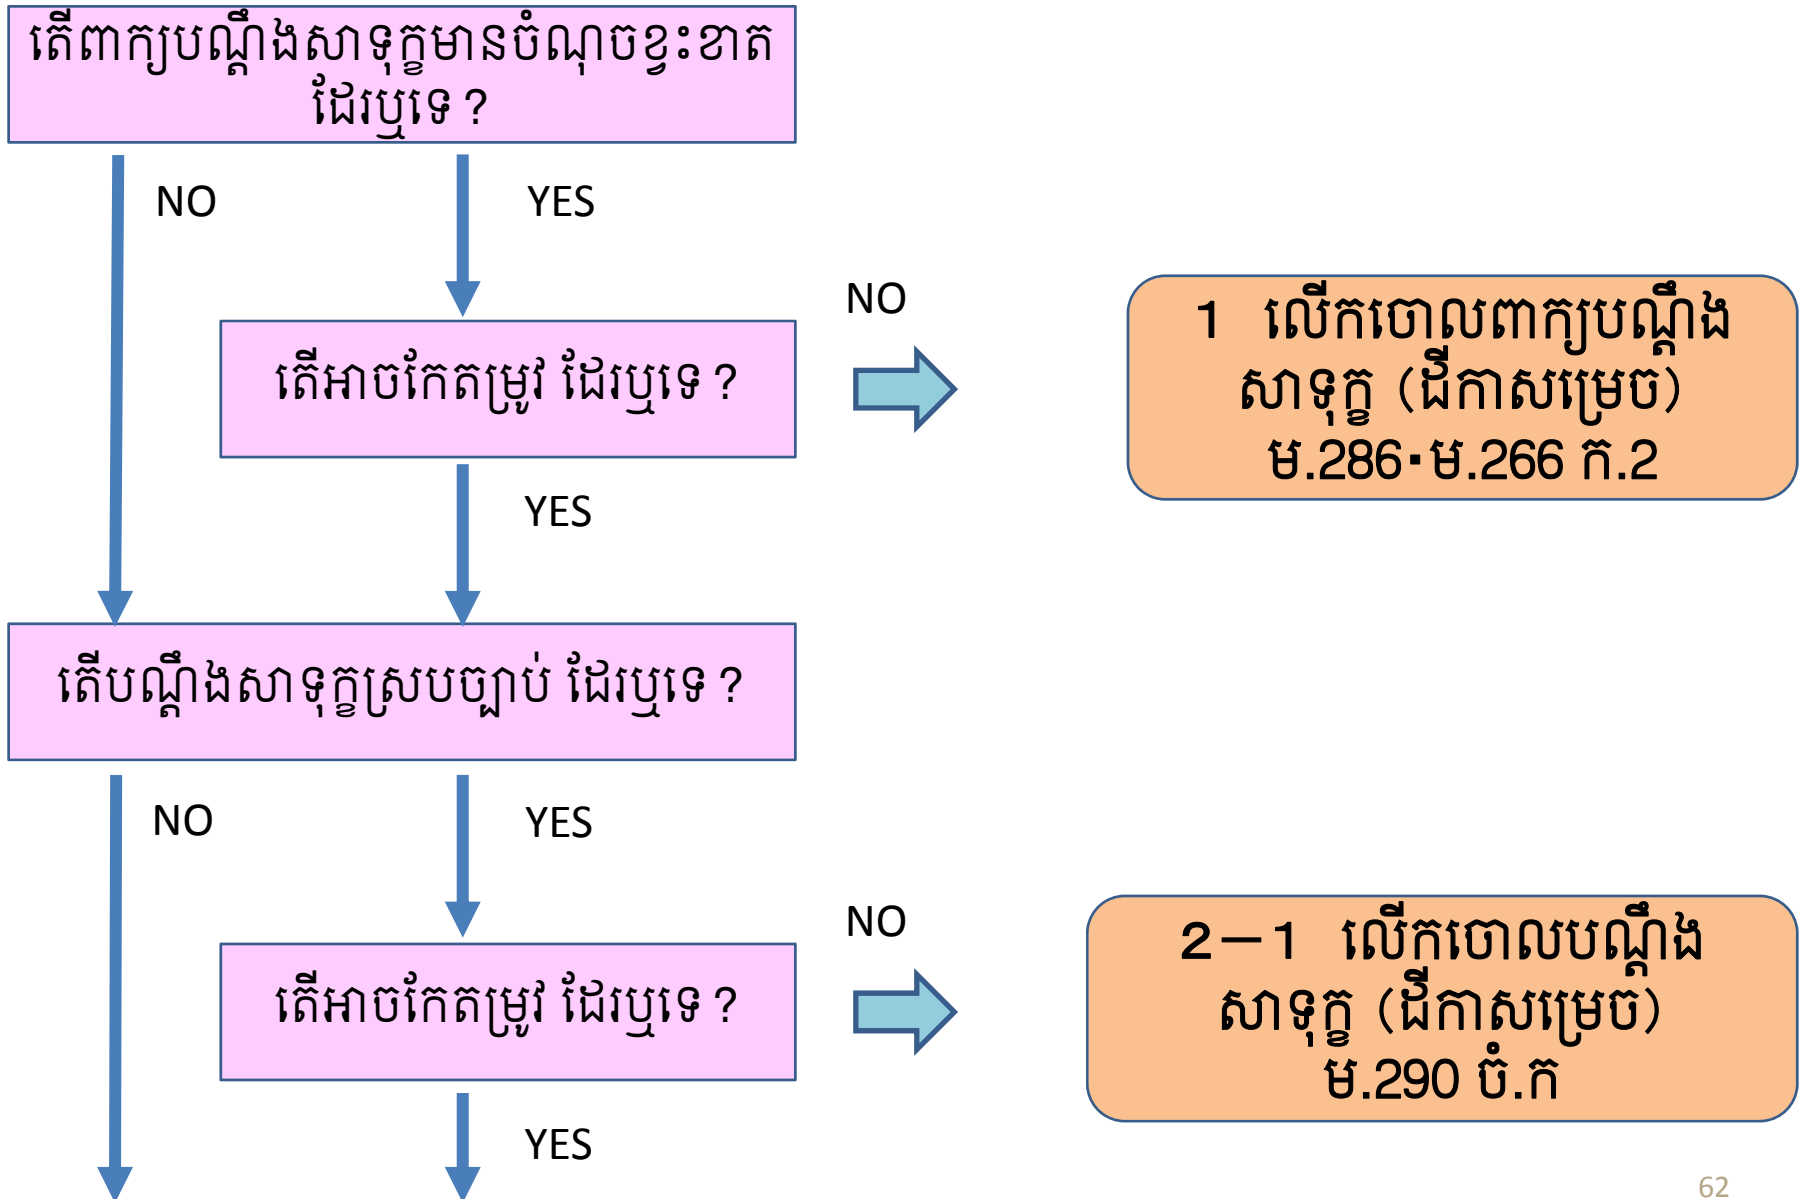 តើពាក្យបណ្តឹងសាទុក្ខមានចំណុចខ្វះខាត
ដែរឬទេ ?
NO
YES
NO
តើអាចកែតម្រូវ ដែរឬទេ ?
1 លើកចោលពាក្យបណ្តឹង
សាទុក្ខ (ដីកាសម្រេច)
ម.286・ម.266 ក.2
YES
តើបណ្តឹងសាទុក្ខស្របច្បាប់ ដែរឬទេ ?
NO
YES
NO
តើអាចកែតម្រូវ ដែរឬទេ ?
2－1 លើកចោលបណ្តឹង
សាទុក្ខ (ដីកាសម្រេច)
ម.290 ចំ.ក
YES
62